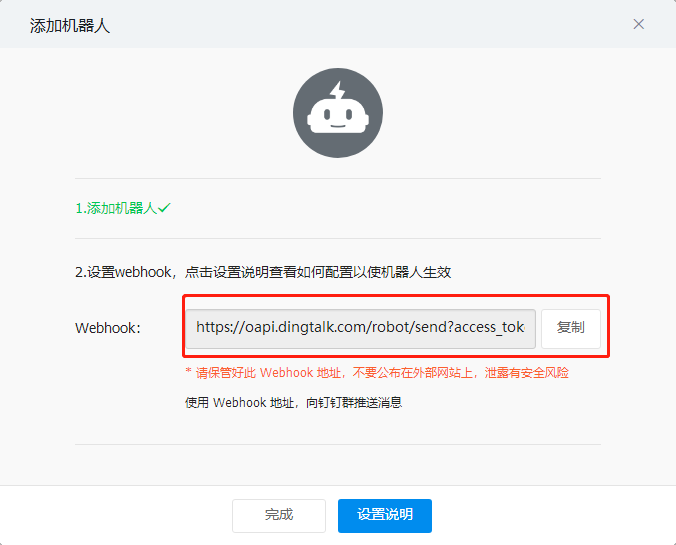 添加机器人
1.添加机器人
2.设置webhook，点击设置说明查看如何配置以使机器人生效
Webhook:
https://oapi.dingtalk.com/robot/send?access_tok
复制
* 请保管好此 Webhook 地址，不要公布在外部网站上，泄露有安全风险
使用 Webhook 地址，向钉钉群推送消息
完成
设置说明